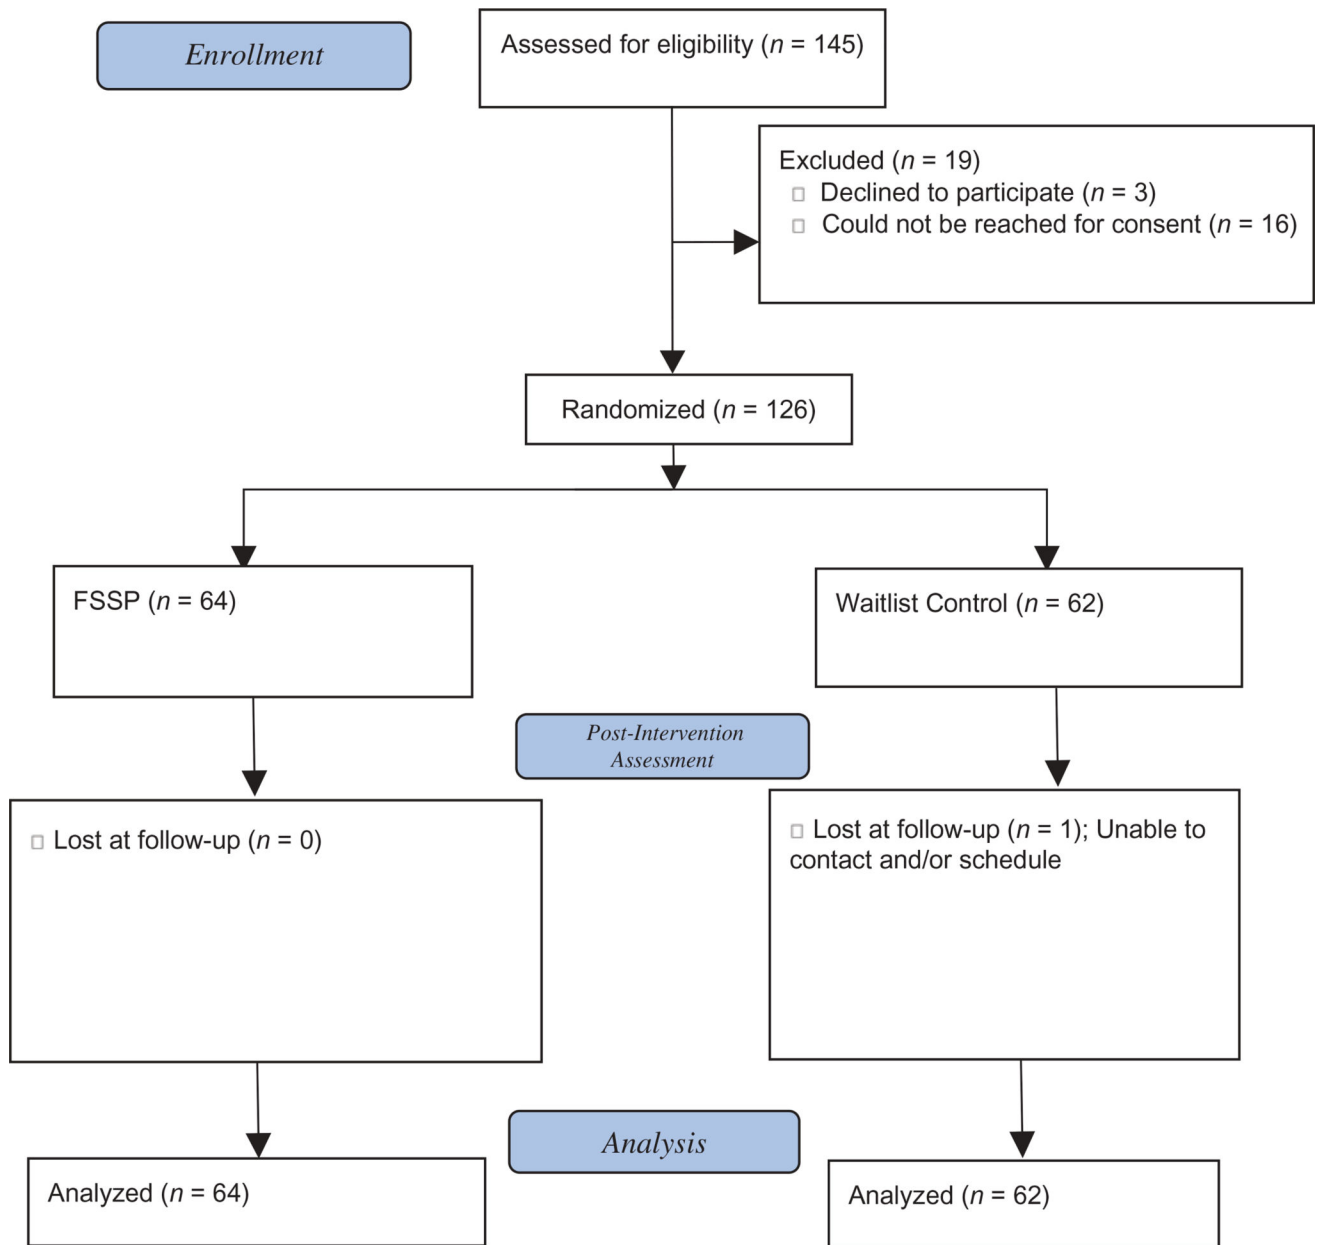 Enrollment
Assessed for eligibility (n = 145)
Excluded (n = 19)
Declined to participate (n = 3)
Could not be reached for consent (n = 16)
Randomized (n = 126)
FSSP (n = 64)
Waitlist Control (n = 62)
Post-Intervention
Assessment
Lost at follow-up (n = 0)
Lost at follow-up (n = 1); Unable to
contact and/or schedule
Analysis
Analyzed (n = 64)
Analyzed (n = 62)